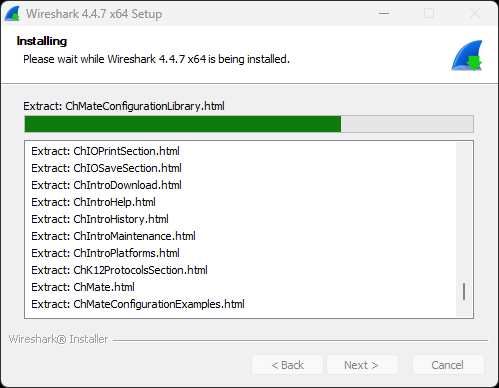 Wireshark 4.4.7 x64 Setup
Installing
Please wait while Wireshark 4.4.7 x64 is being installed.
Extract: ChMateConfigurationLibrary.html
Extract: ChIOPrintSection.html
Extract: ChIOSaveSection.html
Extract: ChIntroDownload.html
Extract: ChIntroHelp.html
Extract: ChIntroHistory.html
Extract: ChIntroMaintenance.html
Extract: ChIntroPlatforms.html
Extract: ChK12ProtocolsSection.html
Extract: ChMate.html
Extract: ChMateConfigurationExamples.html
Wireshark® Installer
< Back
Next >
Cancel